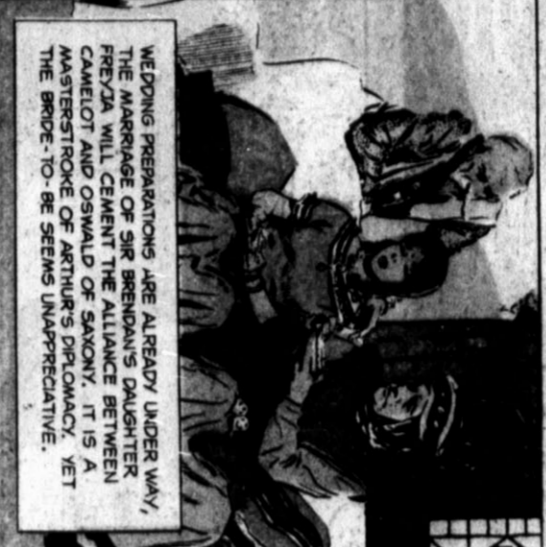 WEDDING PREPARATIONS ARE ALREADY UNDER WAY,
THE MARRIAGE OF SIR BRENDAN'S DAUGHTER
FREYJA WILL CEMENT THE ALLIANCE BETWEEN
CAMELOT AND OSWALD OF SAXONY. IT IS A
MASTERSTROKE OF ARTHUR'S DIPLOMACY. YET
THE BRIDE-TO-BE SEEMS UNAPPRECIATIVE.